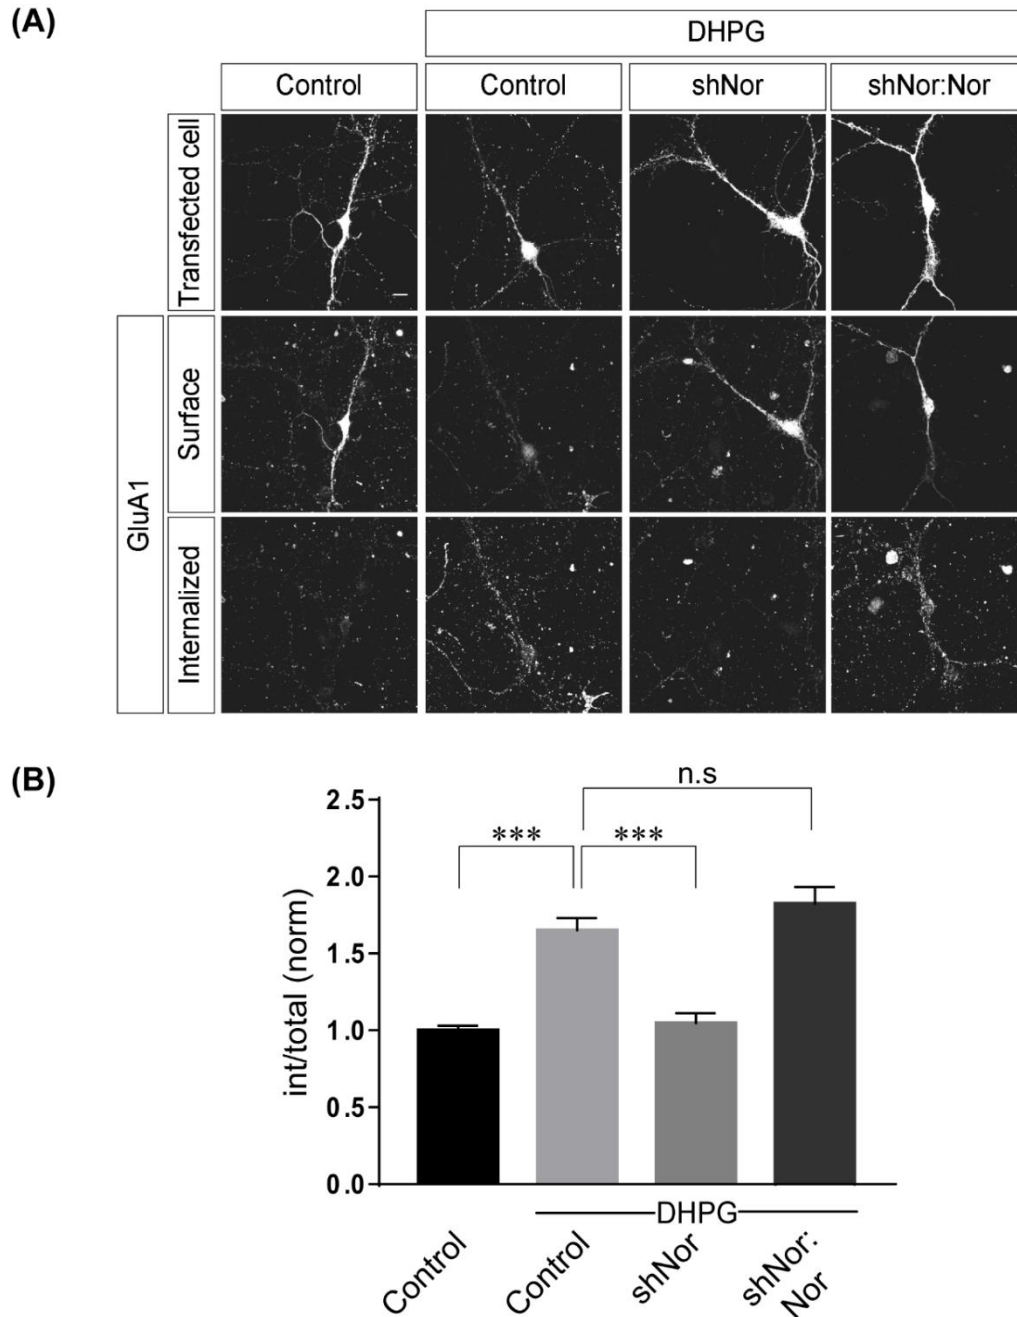 (A)
DHPG
Control
Control
shNor
shNor:Nor
Transfected cell
GluA1
Surface
Internalized
(B)
n.s
2.5
***
***
2.0
1.5
1.0
0.5
0.0
int/total (norm)
DHPG
Control
Control
shNor
shNor:
Nor